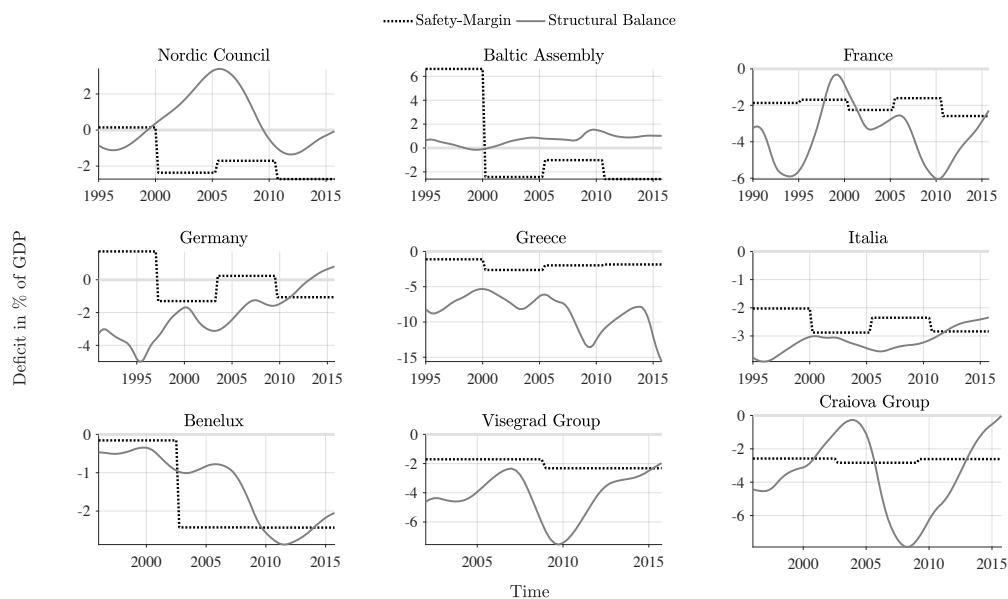 Safety-Margin Structural Balance
Nordic Council
2
0
-2
1995 2000 2005 2010 2015
Baltic Assembly
6
4
2
0
-2
1995 2000 2005 2010 2015
France
0
-2
-4
-6
1990 1995 2000 2005 2010 2015
Deficit in % of GDP
Germany
0
-2
-4
1995 2000 2005 2010 2015
Greece
0
-5
-10
-15
1995 2000 2005 2010 2015
Italia
0
-1
-2
-3
1995 2000 2005 2010 2015
Benelux
0
-1
-2
2000 2005 2010 2015
Visegrad Group
0
-2
-4
-6
2005 2010 2015
Craiova Group
0
-2
-4
-6
2000 2005 2010 2015
Time